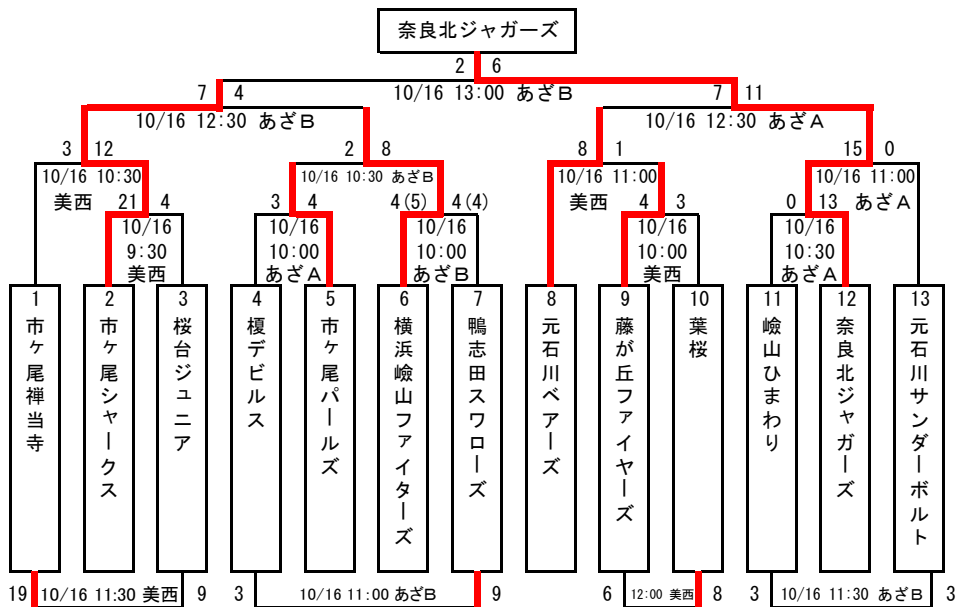 奈良北ジャガーズ
2 6
10/16 13:00 あざB
7 4
10/16 12:30 あざB
7 11
10/16 12:30 あざA
3 12
10/16 10:30
美西
2 8
10/16 10:30 あざB
8 1
10/16 11:00
美西
15 0
10/16 11:00
あざA
21 4
10/16
9:30
美西
3 4
10/16
10:00
あざA
4(5) 4(4)
10/16
10:00
あざB
4 3
10/16
10:00
美西
0 13
10/16
10:30
あざA
1
市ヶ尾禅当寺
2
市ヶ尾シャークス
3
桜台ジュニア
4
榎デビルス
5
市ヶ尾パールズ
6
横浜嶮山ファイターズ
7
鴨志田スワローズ
8
元石川ベアーズ
9
藤が丘ファイヤーズ
10
葉桜
11
嶮山ひまわり
12
奈良北ジャガーズ
13
元石川サンダーボルト
19 10/16 11:30 美西 9
3 10/16 11:00 あざB 9
6 12:00 美西 8
3 10/16 11:30 あざB 3